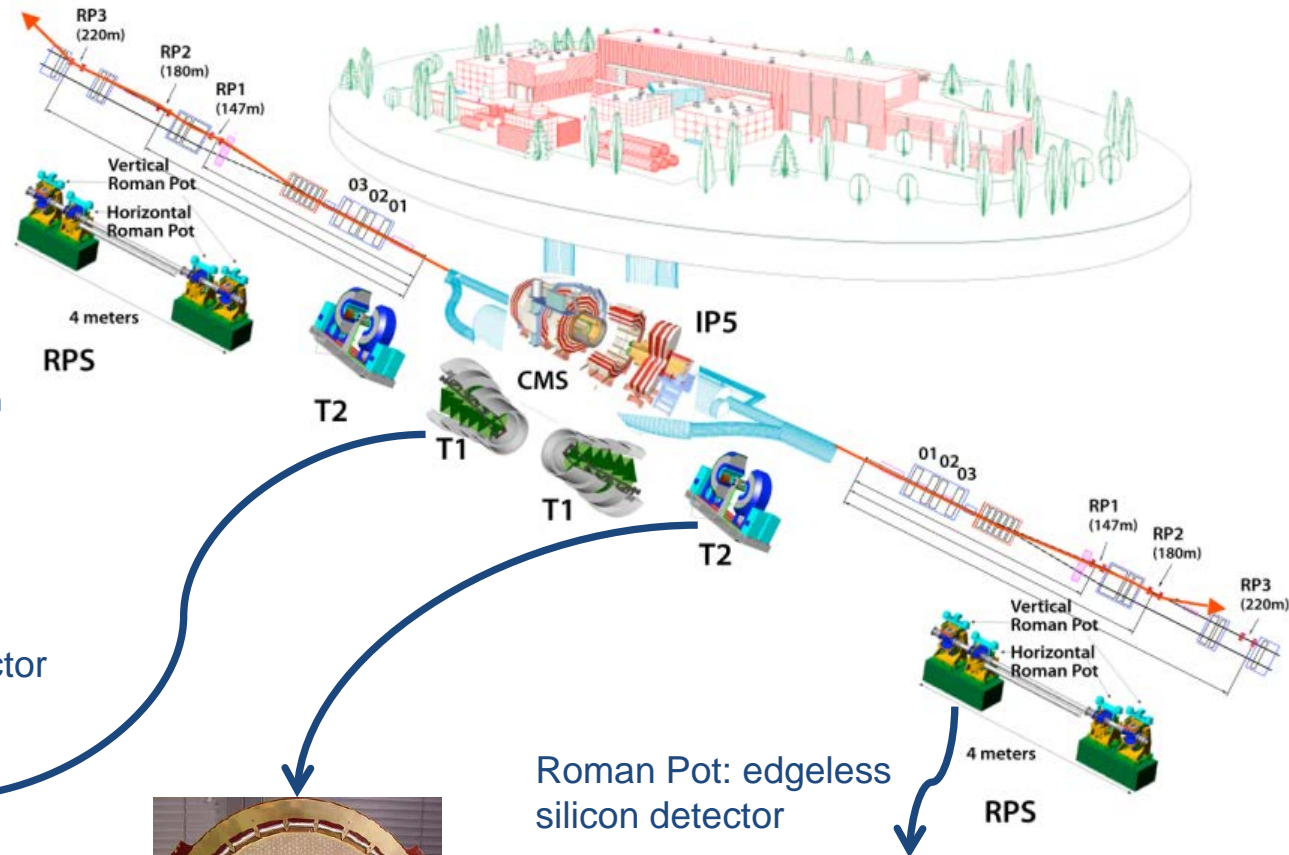 RP3
(220m)
RP2
(180m)
RP1
(147m)
Vertical
Roman Pot
Horizontal
Roman Pot
03
02
01
4 meters
RPS
IP5
CMS
T2
T1
T1
T2
01
02
03
RP1
(147m)
RP2
(180m)
RP3
(220m)
Vertical
Roman Pot
Horizontal
Roman Pot
4 meters
RPS
Roman Pot: edgeless
silicon detector